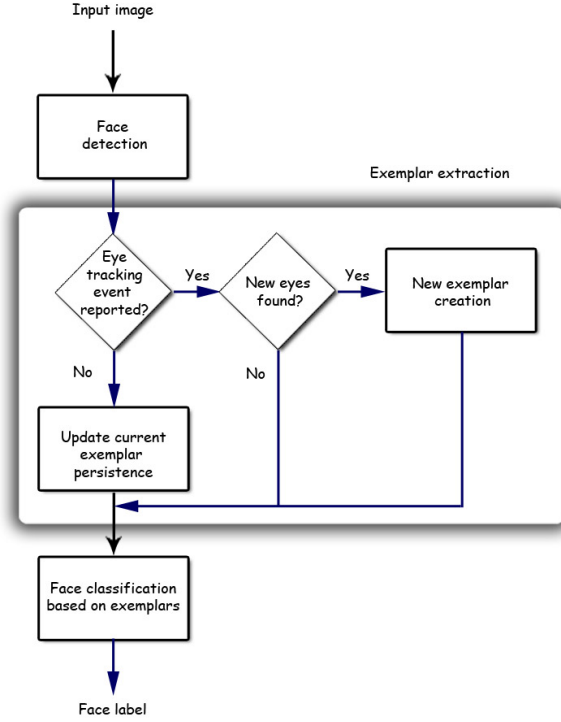 Input image
Face
detection
Exemplar extraction
Eye
tracking
event
reported?
Yes
New eyes
found?
Yes
New exemplar
creation
No
No
Update current
exemplar
persistence
Face classification
based on exemplars
Face label